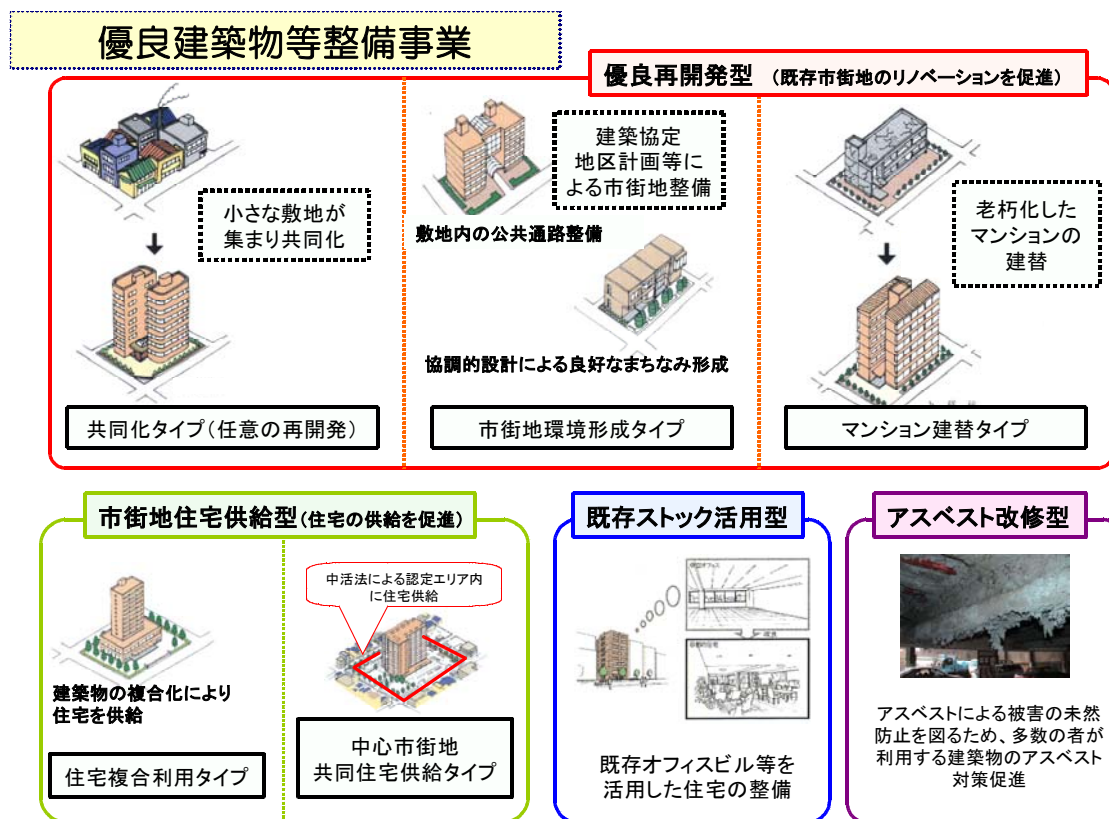 優良建築物等整備事業
優良再開発型 (既存市街地のリノベーションを促進)
小さな敷地が
集まり共同化
共同化タイプ(任意の再開発)
建築協定
地区計画等に
よる市街地整備
敷地内の公共通路整備
協調的設計による良好なまちなみ形成
市街地環境形成タイプ
老朽化した
マンションの
建替
マンション建替タイプ
市街地住宅供給型(住宅の供給を促進)
建築物の複合化により
住宅を供給
住宅複合利用タイプ
中活法による認定エリア内
に住宅供給
中心市街地
共同住宅供給タイプ
既存ストック活用型
既存オフィスビル等を
活用した住宅の整備
アスベスト改修型
アスベストによる被害の未然
防止を図るため、多数の者が
利用する建築物のアスベスト
対策促進